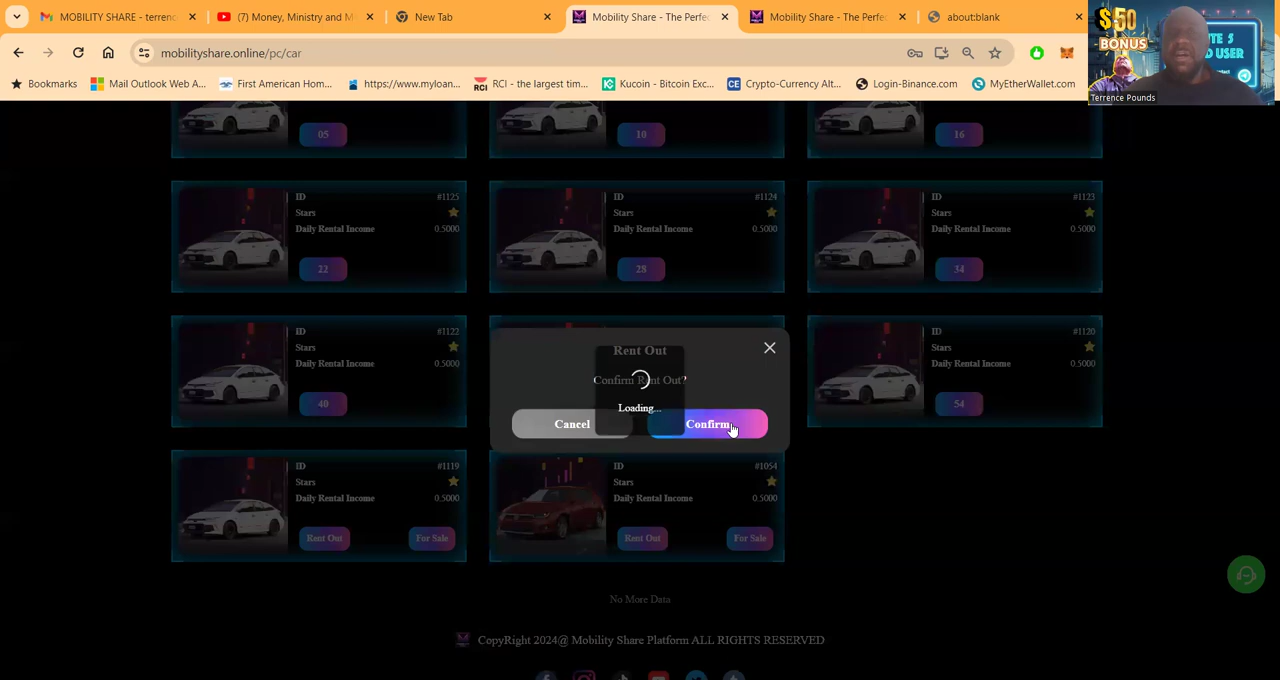 MOBILITY SHARE - terrenc
(7) Money, Ministry and M
New Tab
Mobility Share - The Perfec
Mobility Share - The Perfec
about:blank
mobilityshare.online/pc/car
Bookmarks
Mail Outlook Web A...
First American Hom...
https://www.myloan...
RCI - the largest tim...
Kucoin - Bitcoin Exc...
Crypto-Currency Alt...
Login-Binance.com
MyEtherWallet.com
$50
BONUS
Terrence Pounds
05
10
16
ID #1125
Stars
Daily Rental Income 0.5000
22
ID #1124
Stars
Daily Rental Income 0.5000
28
ID #1123
Stars
Daily Rental Income 0.5000
34
ID #1122
Stars
Daily Rental Income 0.5000
40
ID #1120
Stars
Daily Rental Income 0.5000
54
Rent Out
Confirm Rent Out?
Loading...
Cancel
Confirm
ID #1119
Stars
Daily Rental Income 0.5000
Rent Out For Sale
ID #1054
Stars
Daily Rental Income 0.5000
Rent Out For Sale
No More Data
CopyRight 2024@ Mobility Share Platform ALL RIGHTS RESERVED